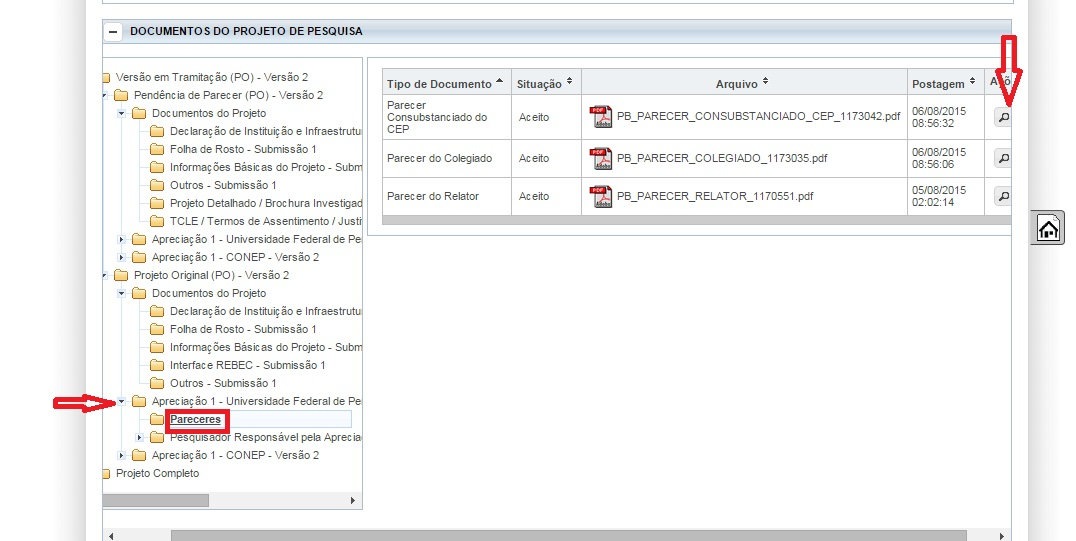 DOCUMENTOS DO PROJETO DE PESQUISA
Versão em Tramitação (PO) - Versão 2
Pendência de Parecer (PO) - Versão 2
Documentos do Projeto
Declaração de Instituição e Infraestrutu
Folha de Rosto - Submissão 1
Informações Básicas do Projeto - Subm
Outros - Submissão 1
Projeto Detalhado / Brochura Investigad
TCLE / Termos de Assentimento / Justi
Apreciação 1 - Universidade Federal de Pe
Apreciação 1 - CONEP - Versão 2
Projeto Original (PO) - Versão 2
Documentos do Projeto
Declaração de Instituição e Infraestrutu
Folha de Rosto - Submissão 1
Informações Básicas do Projeto - Subm
Interface REBEC - Submissão 1
Outros - Submissão 1
Apreciação 1 - Universidade Federal de Pe
Pareceres
Pesquisador Responsável pela Aprecia
Apreciação 1 - CONEP - Versão 2
Projeto Completo
Tipo de Documento Situação Arquivo Postagem
Parecer Consubstanciado do CEP Aceito PB_PARECER_CONSUBSTANCIADO_CEP_1173042.pdf 06/08/2015 08:56:32
Parecer do Colegiado Aceito PB_PARECER_COLEGIADO_1173035.pdf 06/08/2015 08:56:06
Parecer do Relator Aceito PB_PARECER_RELATOR_1170551.pdf 05/08/2015 02:02:14